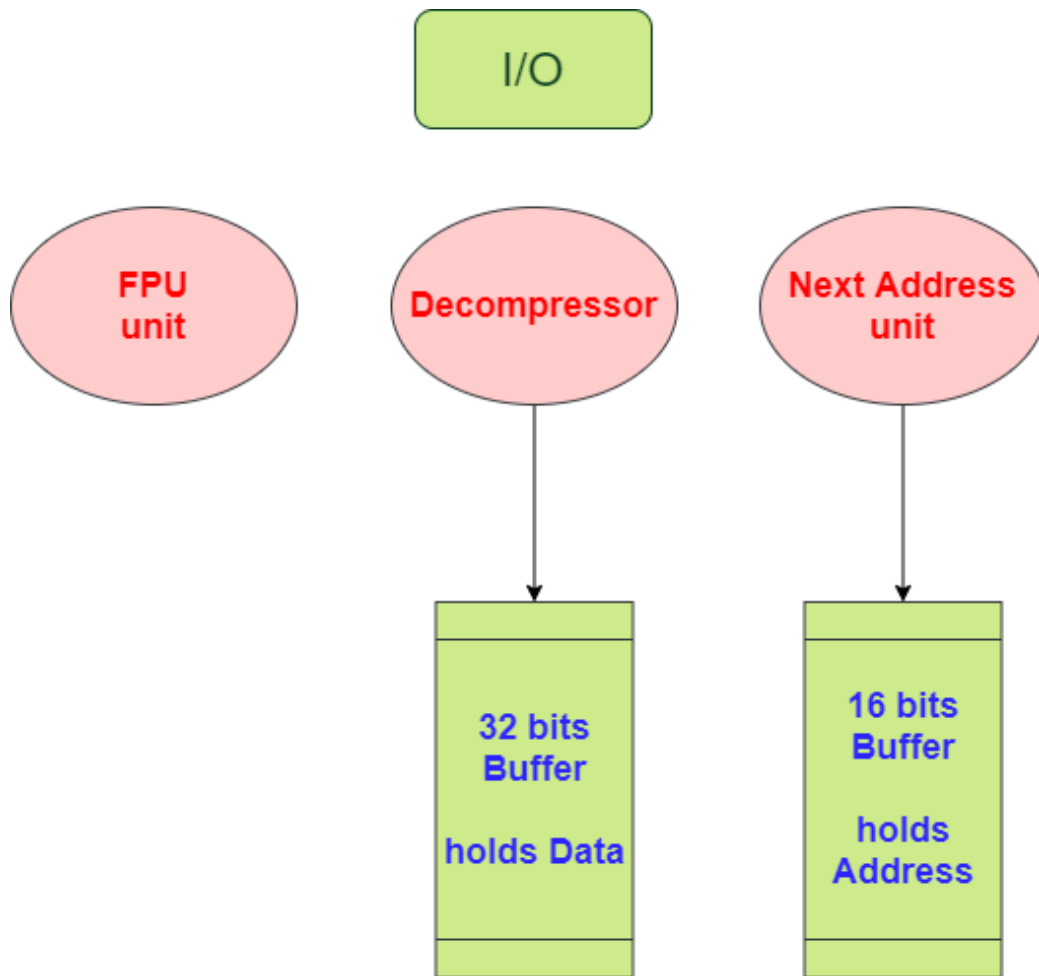 I/O
FPU
unit
Decompressor
Next Address
unit
32 bits
Buffer
holds Data
16 bits
Buffer
holds
Address